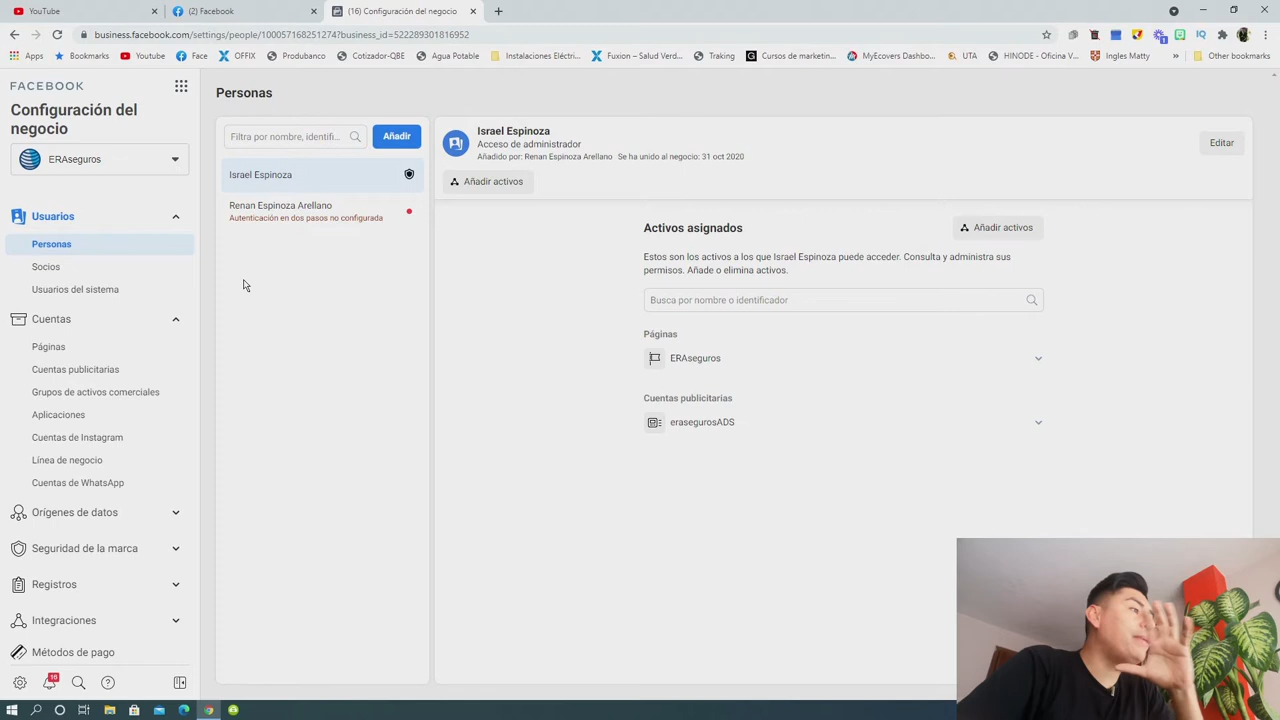 YouTube
(2) Facebook
(16) Configuración del negocio
business.facebook.com/settings/people/100057168251274?business_id=522289301816952
Apps
Bookmarks
Youtube
Face
OFFIX
Produbanco
Cotizador-QBE
Instalaciones Eléctri...
Fuxion – Salud Verd...
Traking
Cursos de marketin...
MyEcovers Dashbo...
UTA
HINODE - Oficina V...
Ingles Matty
»
Other bookmarks
FACEBOOK
Configuración del
negocio
ERAseguros
Usuarios
Personas
Socios
Usuarios del sistema
Cuentas
Páginas
Cuentas publicitarias
Grupos de activos comerciales
Aplicaciones
Cuentas de Instagram
Línea de negocio
Cuentas de WhatsApp
Orígenes de datos
Seguridad de la marca
Registros
Integraciones
Métodos de pago
16
Personas
Filtra por nombre, identifi...
Añadir
Israel Espinoza
Renan Espinoza Arellano
Autenticación en dos pasos no configurada
Israel Espinoza
Acceso de administrador
Añadido por: Renan Espinoza Arellano Se ha unido al negocio: 31 oct 2020
Editar
Añadir activos
Activos asignados
Añadir activos
Estos son los activos a los que Israel Espinoza puede acceder. Consulta y administra sus
permisos. Añade o elimina activos.
Busca por nombre o identificador
Páginas
ERAseguros
Cuentas publicitarias
erasegurosADS